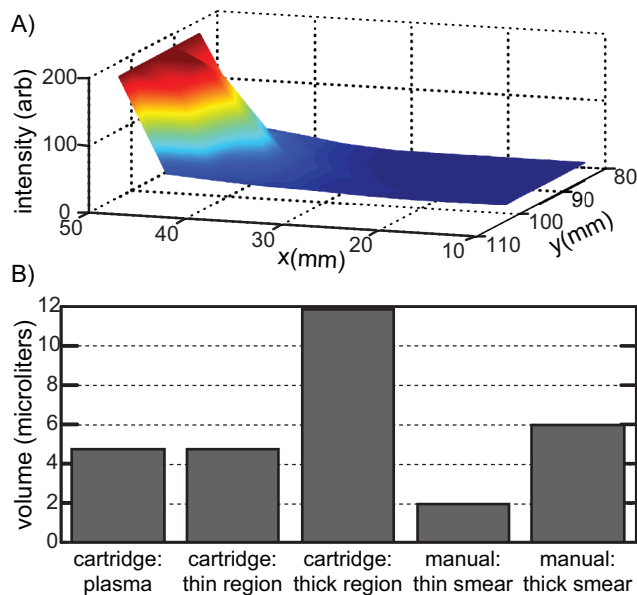 A)
200
100
0
intensity (arb)
50
40
30
20
10
x(mm)
110
100
90
80
y(mm)
B)
12
10
8
6
4
2
0
volume (microliters)
cartridge:
plasma
cartridge:
thin region
cartridge:
thick region
manual:
thin smear
manual:
thick smear